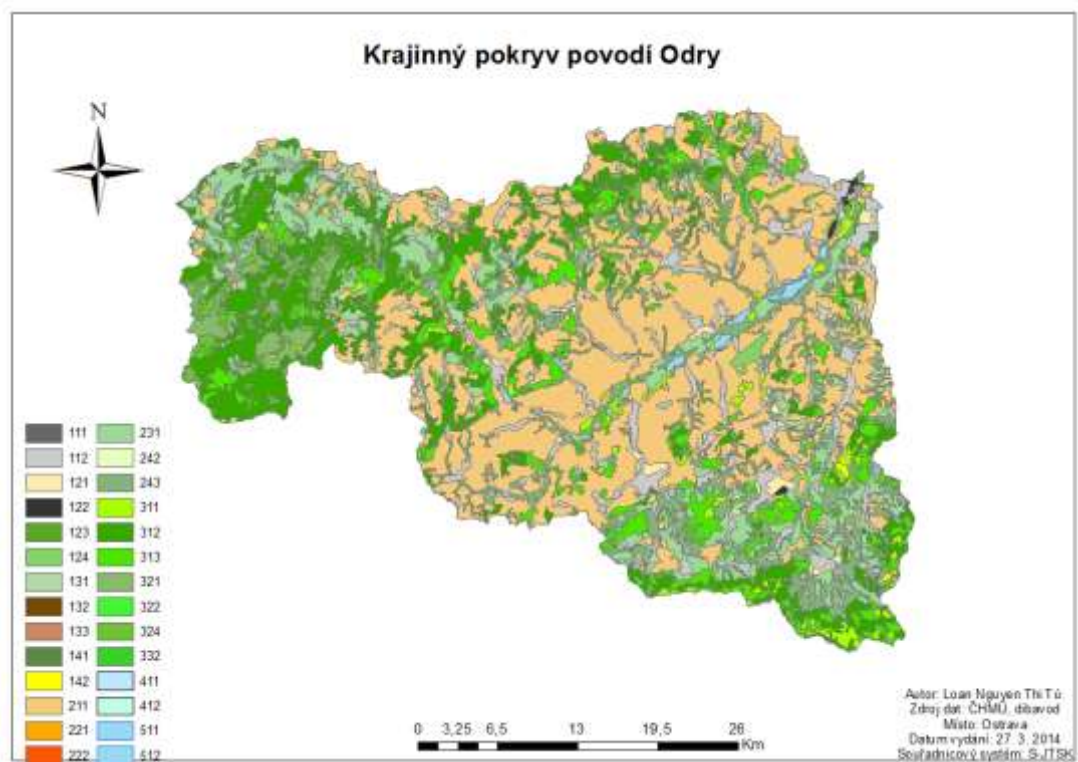 Krajinný pokryv povodí Odry
N
111 231
112 242
121 243
122 311
123 312
124 313
131 321
132 322
133 324
141 332
142 411
211 412
221 511
222 512
0 3,25 6,5 13 19,5 26
Km
Autor: Loan Nguyen Thi Tú
Zdroj dat: ČHMÚ, dibavod
Místo: Ostrava
Datum vydání: 27. 3. 2014
Souřadnicový systém: S-JTSK